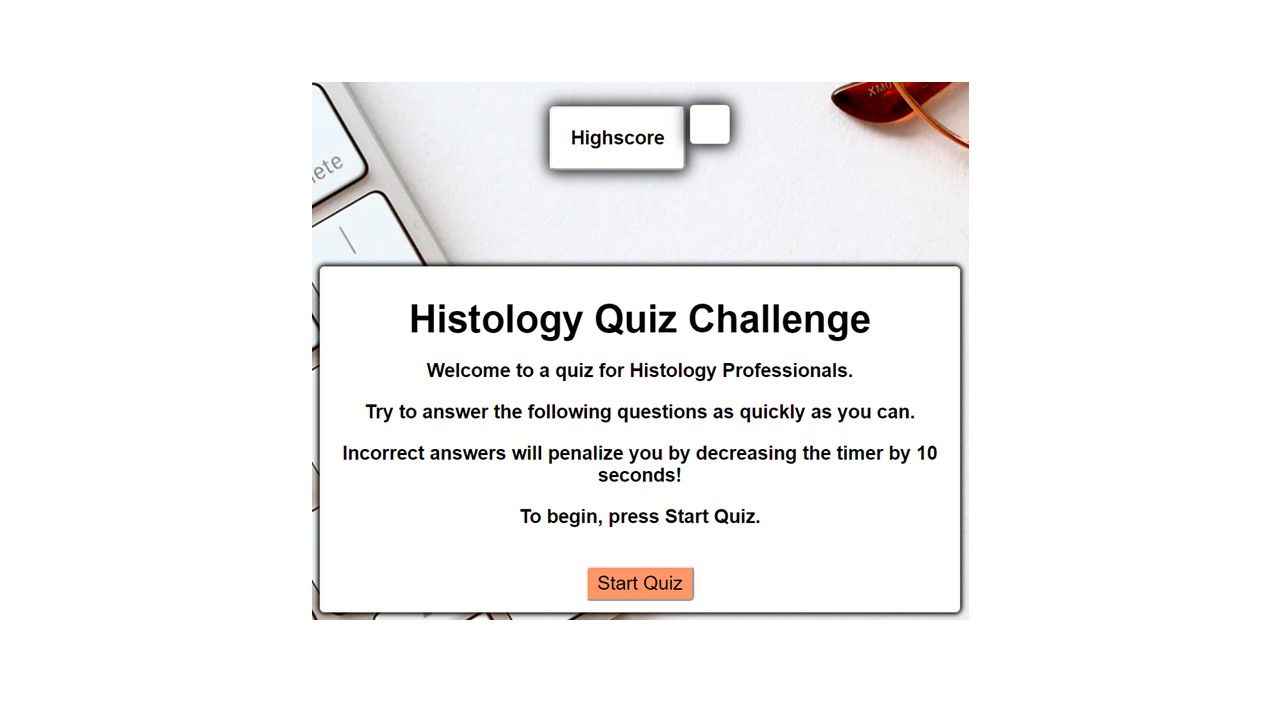 ete
XM
Highscore
Histology Quiz Challenge
Welcome to a quiz for Histology Professionals.
Try to answer the following questions as quickly as you can.
Incorrect answers will penalize you by decreasing the timer by 10
seconds!
To begin, press Start Quiz.
Start Quiz